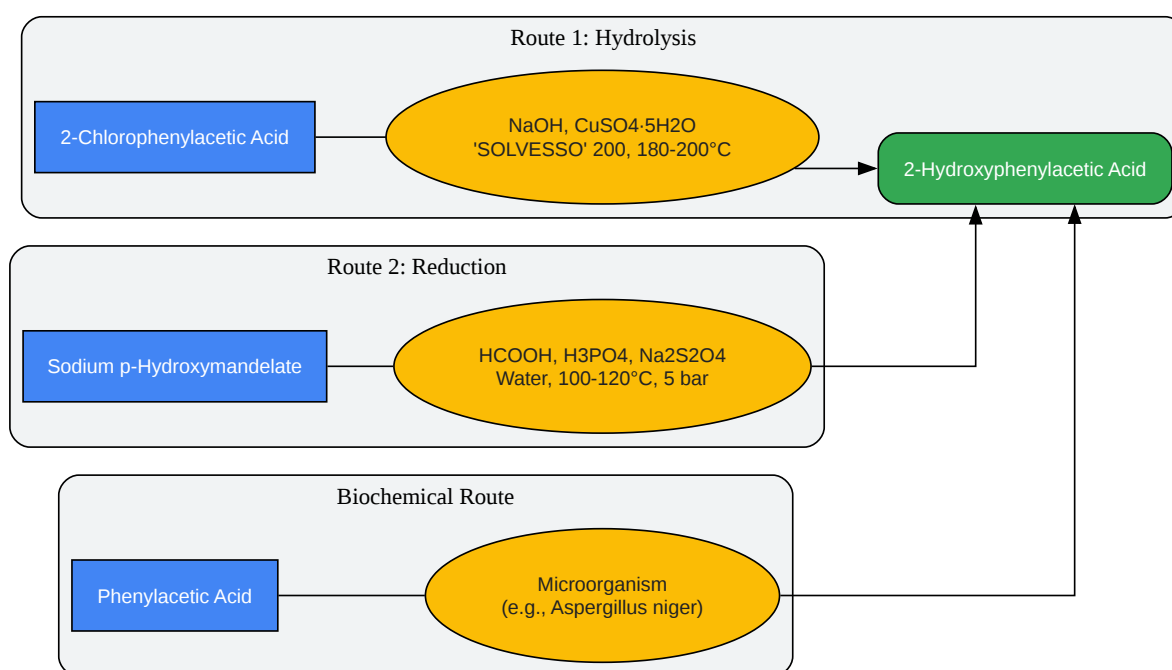 Route 1: Hydrolysis
2-Chlorophenylacetic Acid
NaOH, CuSO4·5H2O
'SOLVESSO' 200, 180-200°C
2-Hydroxyphenylacetic Acid
Route 2: Reduction
Sodium p-Hydroxymandelate
HCOOH, H3PO4, Na2S2O4
Water, 100-120°C, 5 bar
Biochemical Route
Phenylacetic Acid
Microorganism
(e.g., Aspergillus niger)